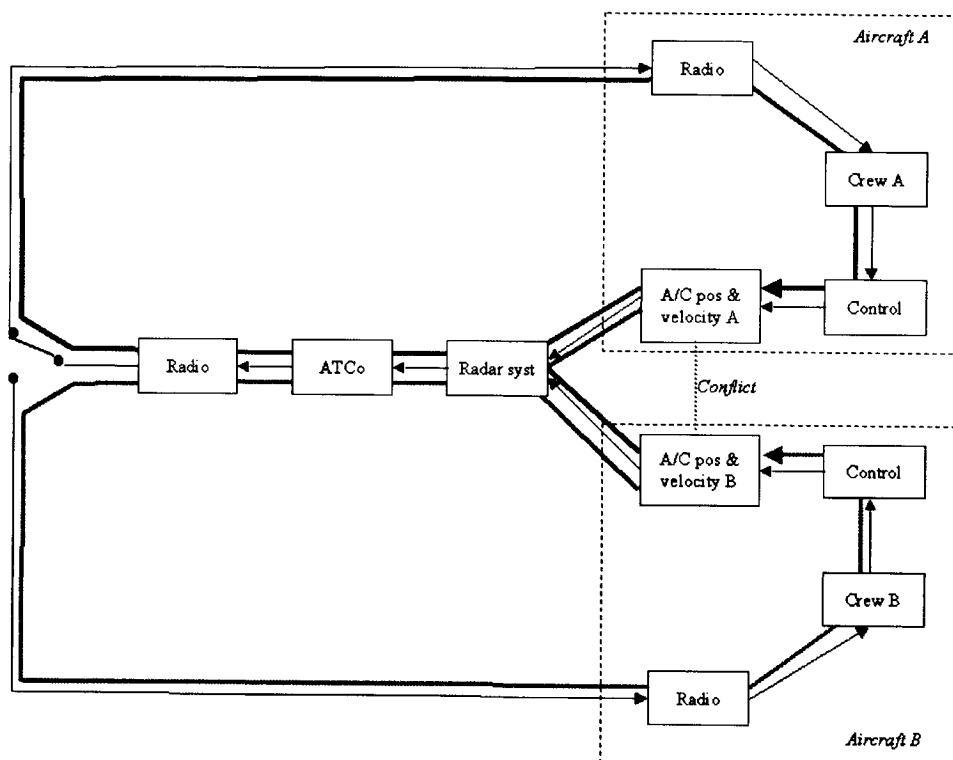 Aircraft A
Radio
Crew A
A/C pos &
velocity A
Control
Radio
ATCo
Radar syst
Conflict
A/C pos &
velocity B
Control
Crew B
Radio
Aircraft B